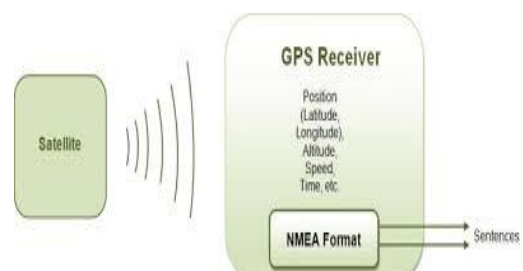 Satellite
GPS Receiver
Position
(Latitude,
Longitude),
Altitude,
Speed,
Time, etc.
NMEA Format
Sentences